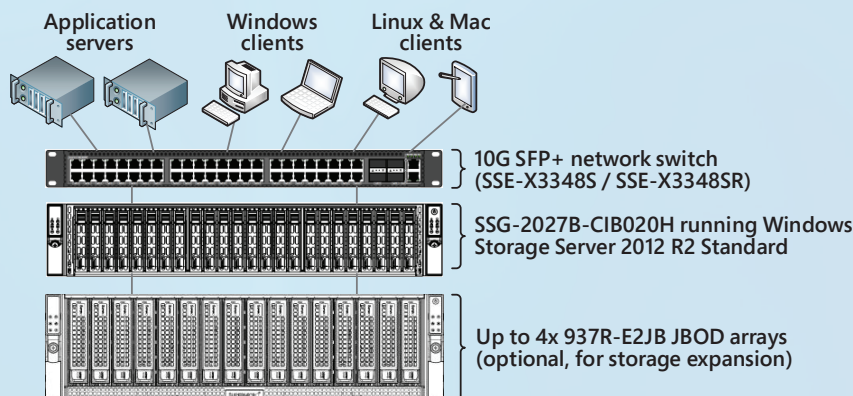 Application
servers
Windows
clients
Linux & Mac
clients
10G SFP+ network switch
(SSE-X3348S / SSE-X3348SR)
SSG-2027B-CIB020H running Windows
Storage Server 2012 R2 Standard
Up to 4x 937R-E2JB JBOD arrays
(optional, for storage expansion)